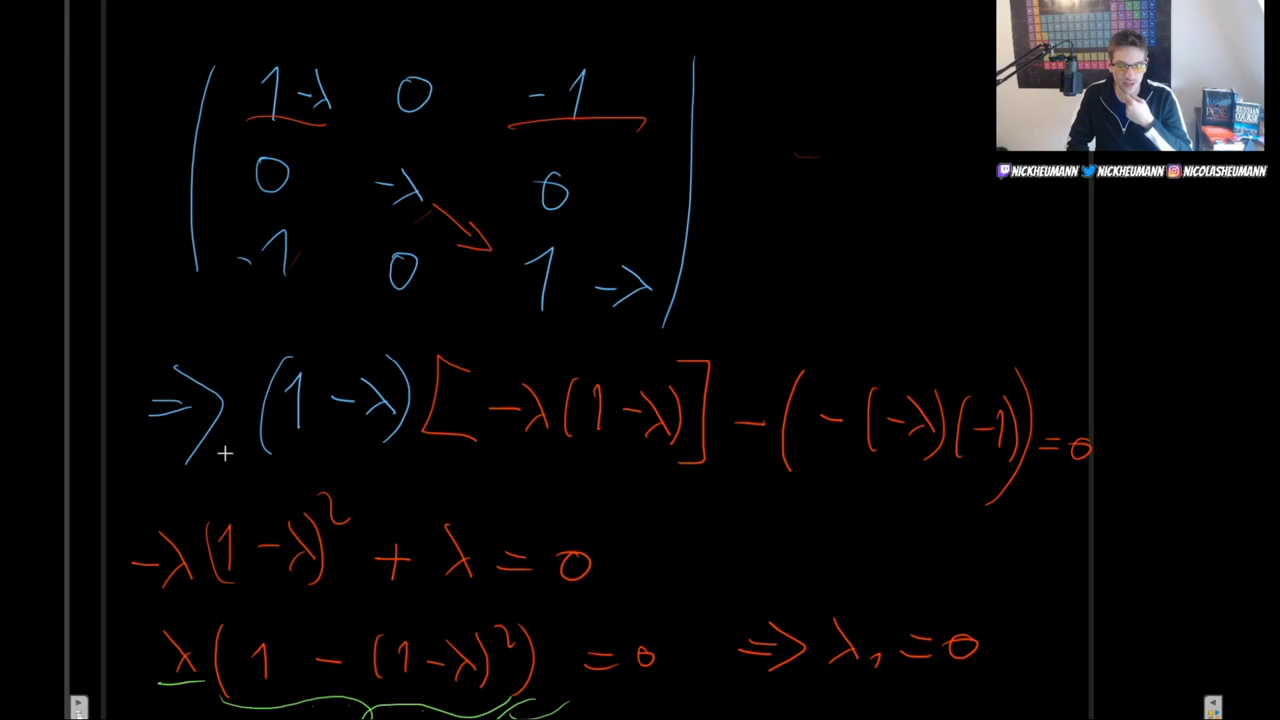 1-λ 0 -1
0 -λ 0
-1 0 1 -λ
NICKHEUMANN NICKHEUMANN NICOLASHEUMANN
=> (1-λ) [-λ(1-λ)] - (-(-λ)(-1)) = 0
-λ(1-λ)² + λ = 0
λ(1 - (1-λ)²) = 0 => λ₁ = 0